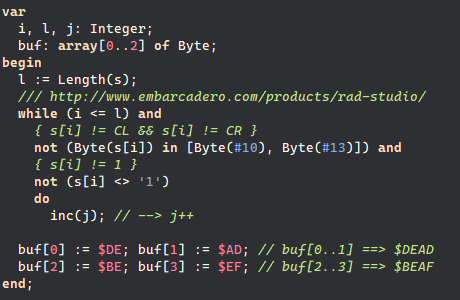 var
  i, l, j: Integer;
  buf: array[0..2] of Byte;
begin
  l := Length(s);
  /// http://www.embarcadero.com/products/rad-studio/
  while (i <= l) and
    { s[i] != CL && s[i] != CR }
    not (Byte(s[i]) in [Byte(#10), Byte(#13)]) and
    { s[i] != 1 }
    not (s[i] <> '1')
    do
      inc(j); // --> j++
  buf[0] := $DE; buf[1] := $AD; // buf[0..1] ==> $DEAD
  buf[2] := $BE; buf[3] := $EF; // buf[2..3] ==> $BEAF
end;